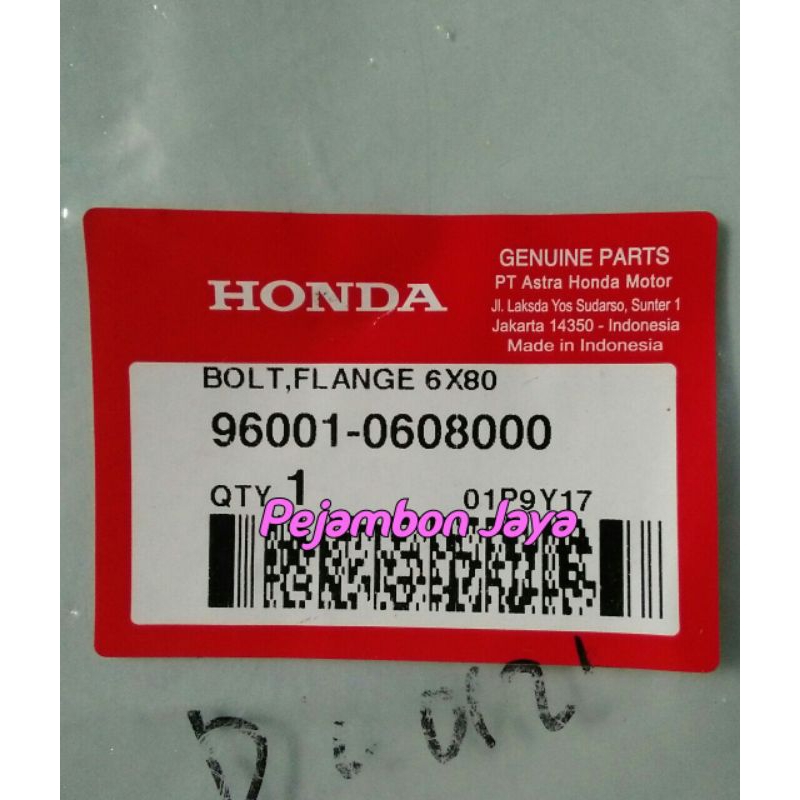 HONDA
GENUINE PARTS
PT Astra Honda Motor
Jl. Laksda Yos Sudarso, Sunter 1
Jakarta 14350 - Indonesia
Made in Indonesia
BOLT,FLANGE 6X80
96001-0608000
QTY 1 01P9Y17
Pejambon Jaya